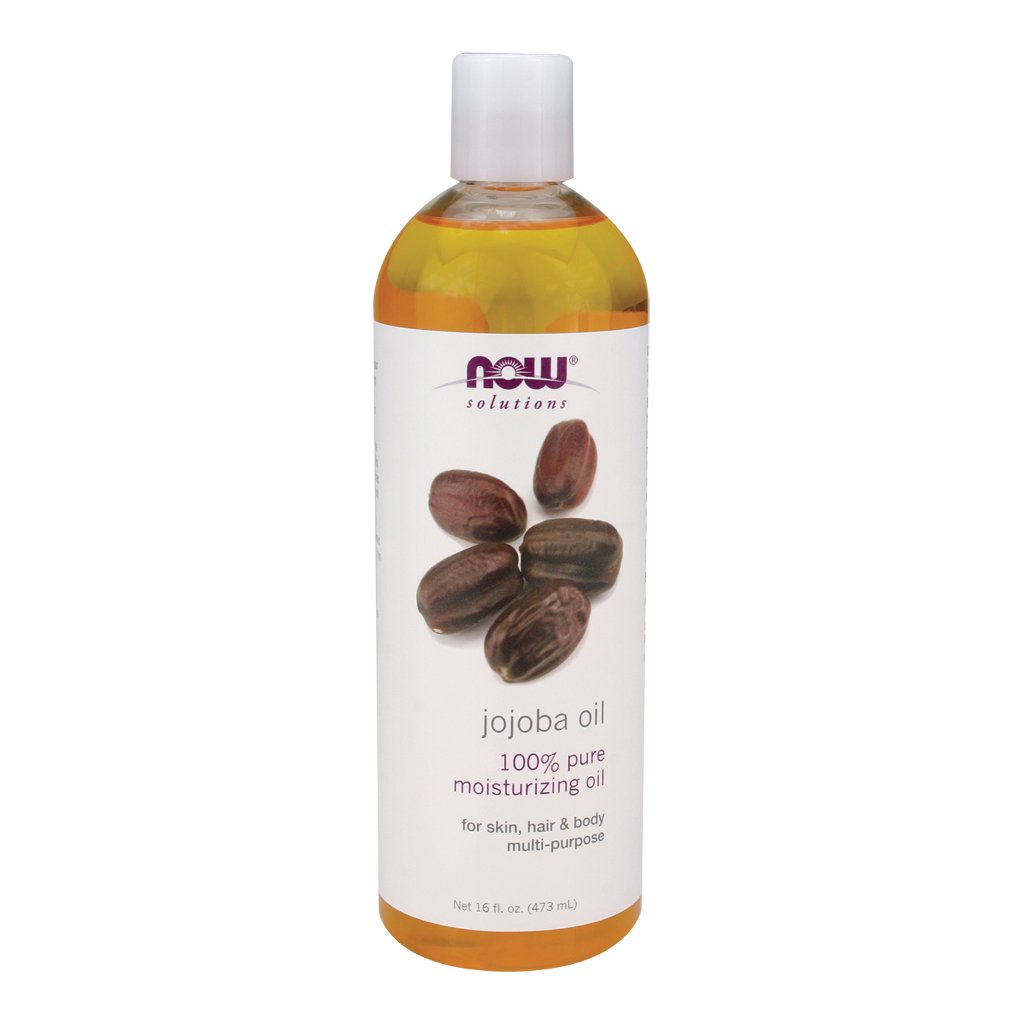 NOW®
solutions
jojoba oil
100% pure
moisturizing oil
for skin, hair & body
multi-purpose
Net 16 fl. oz. (473 mL)